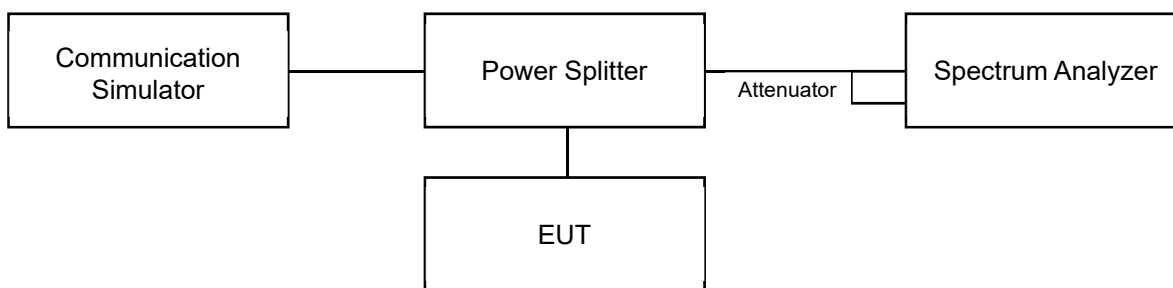 Communication
Simulator
Power Splitter
Attenuator
Spectrum Analyzer
EUT